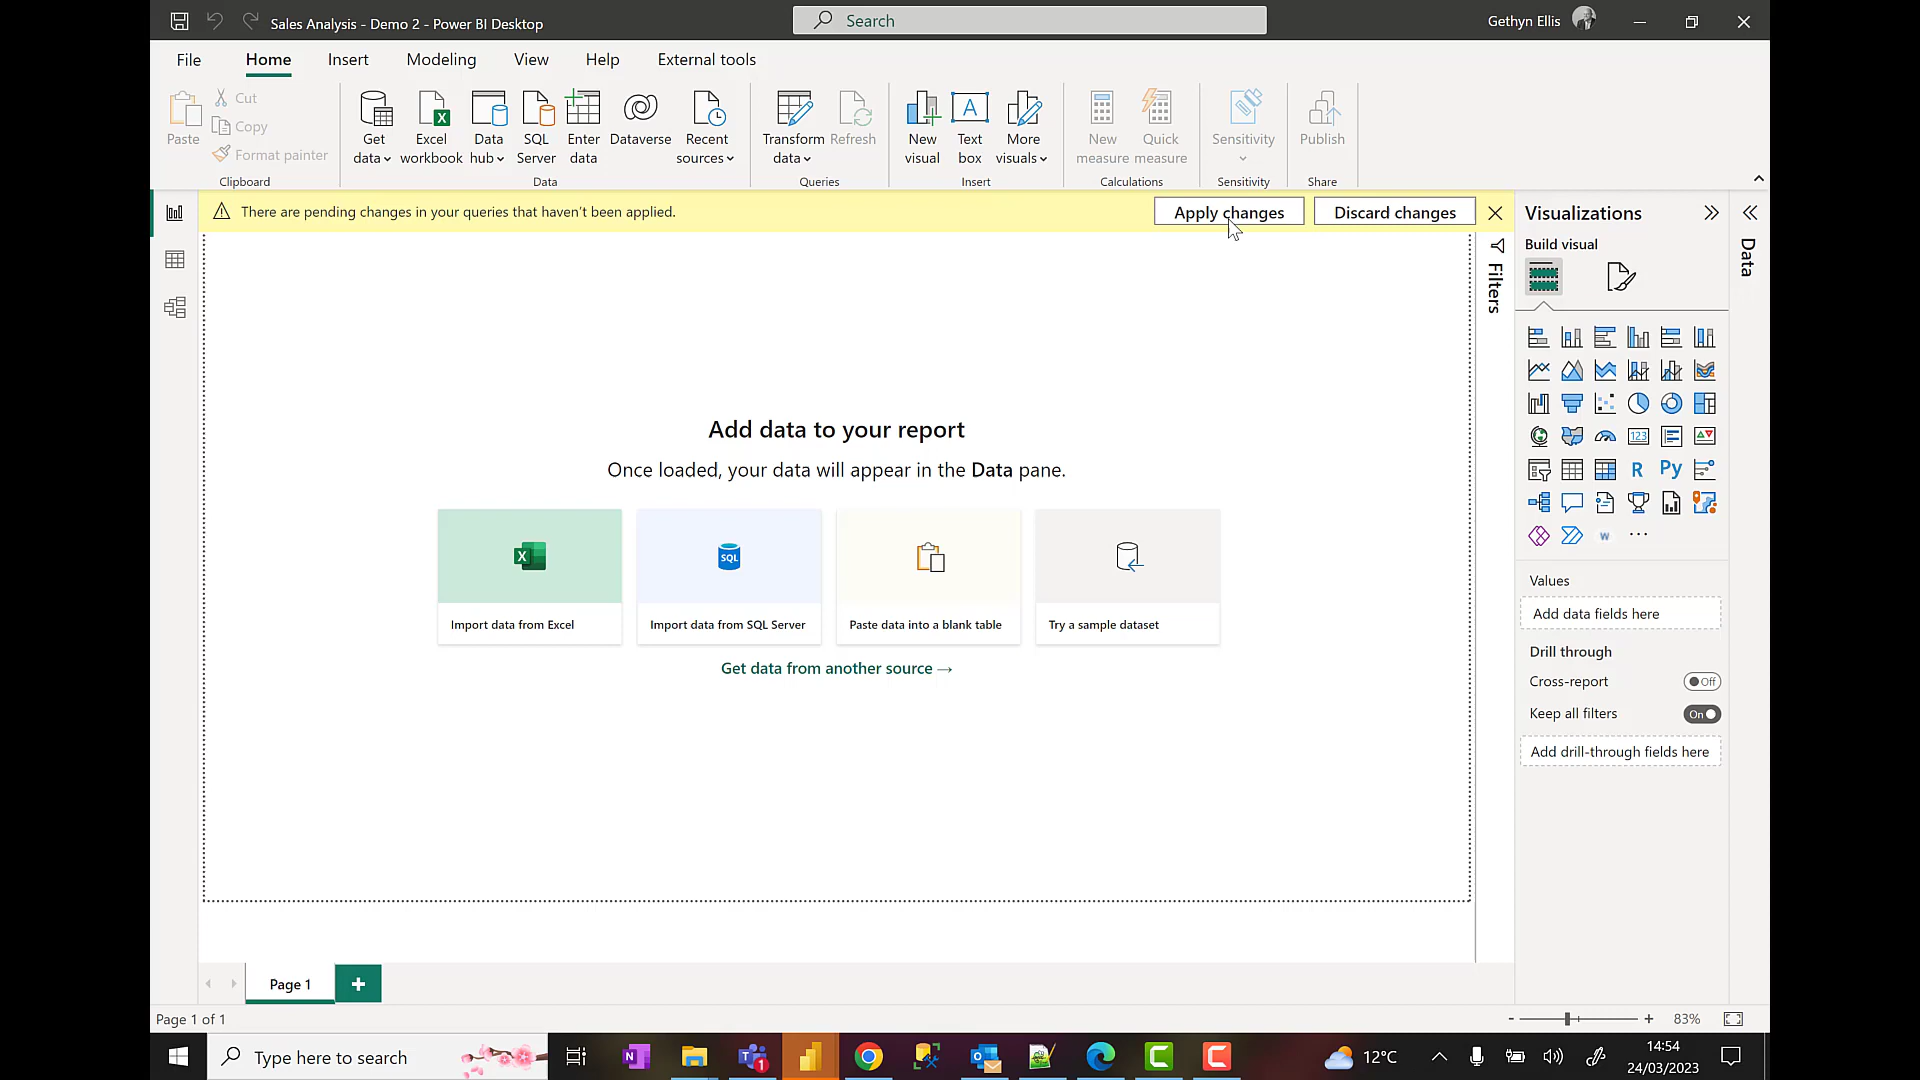 Sales Analysis - Demo 2 - Power BI Desktop
Search
Gethyn Ellis
File
Home
Insert
Modeling
View
Help
External tools
Paste
Cut
Copy
Format painter
Clipboard
Get data
Excel workbook
Data hub
SQL Server
Enter data
Dataverse
Recent sources
Data
Transform data
Refresh
Queries
New visual
Text box
More visuals
Insert
New measure
Quick measure
Calculations
Sensitivity
Sensitivity
Publish
Share
There are pending changes in your queries that haven't been applied.
Apply changes
Discard changes
Filters
Visualizations
Data
Build visual
Add data to your report
Once loaded, your data will appear in the Data pane.
SQL
Import data from Excel
Import data from SQL Server
Paste data into a blank table
Try a sample dataset
Get data from another source →
123
R
Py
Values
Add data fields here
Drill through
Cross-report
Off
Keep all filters
On
Add drill-through fields here
Page 1
Page 1 of 1
- + 83%
Type here to search
12°C
14:54
24/03/2023